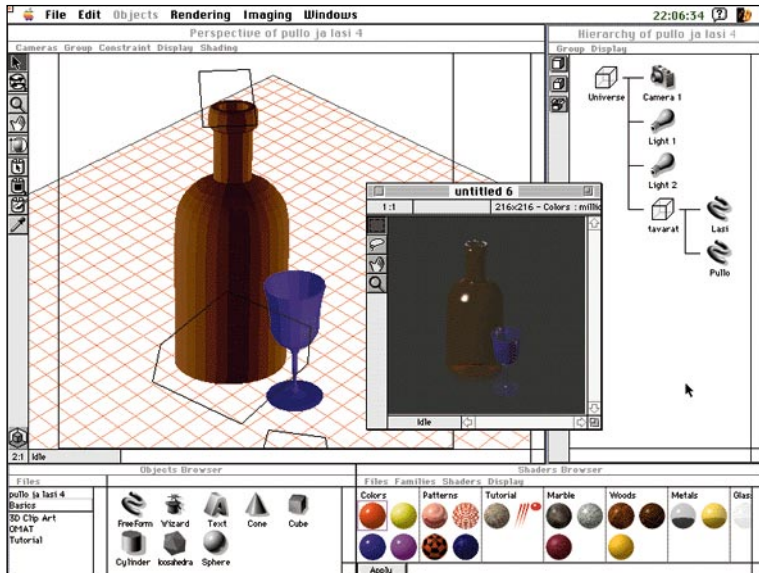 File Edit Objects Rendering Imaging Windows 22:06:34
Perspective of pullo ja lasi 4
Cameras Group Constraint Display Shading
Hierarchy of pullo ja lasi 4
Group Display
Universe
Camera 1
Light 1
Light 2
tavarat
Lasi
Pullo
untitled 6
1:1 216x216 - Colors : millic
Idle
2:1 Idle
Objects Browser
Files
pullo ja lasi 4
Basics
3D Clip Art
OMAT
Tutorial
FreeForm Wizard Text Cone Cube
Cylinder Icosahedra Sphere
Shaders Browser
Files Families Shaders Display
Colors Patterns Tutorial Marble Woods Metals Glass
Apply